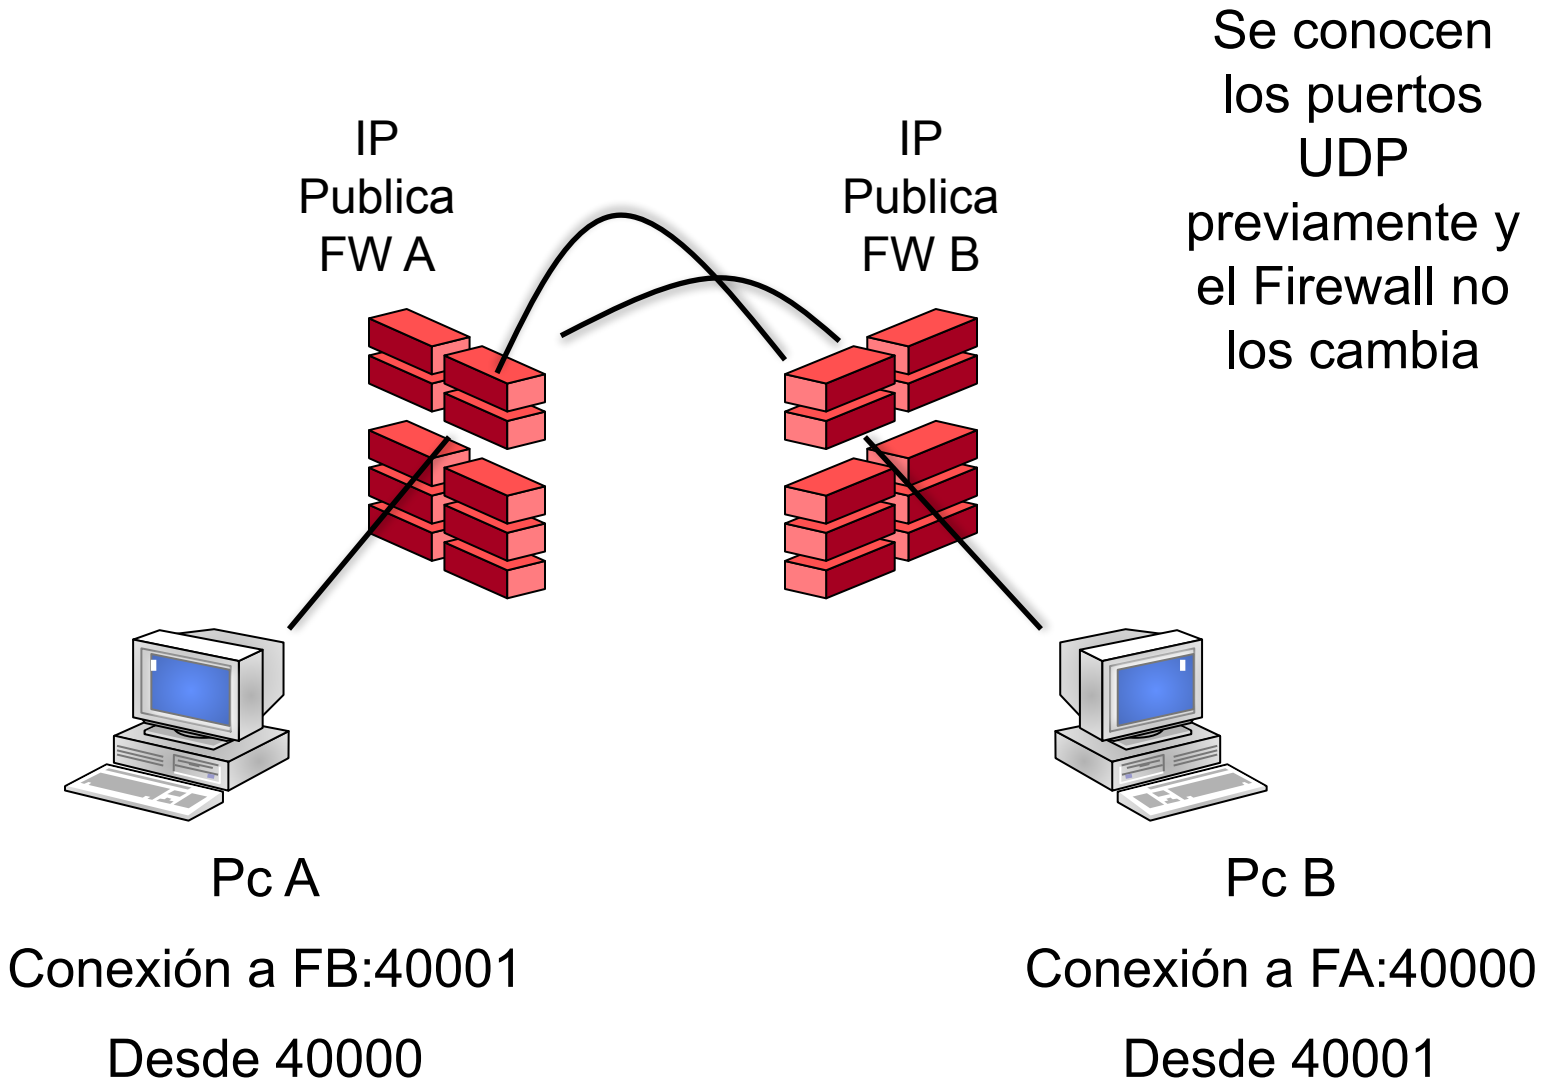 Se conocen
los puertos
UDP
previamente y
el Firewall no
los cambia
IP
Publica
FW A
IP
Publica
FW B
Pc A
Conexión a FB:40001
Desde 40000
Pc B
Conexión a FA:40000
Desde 40001